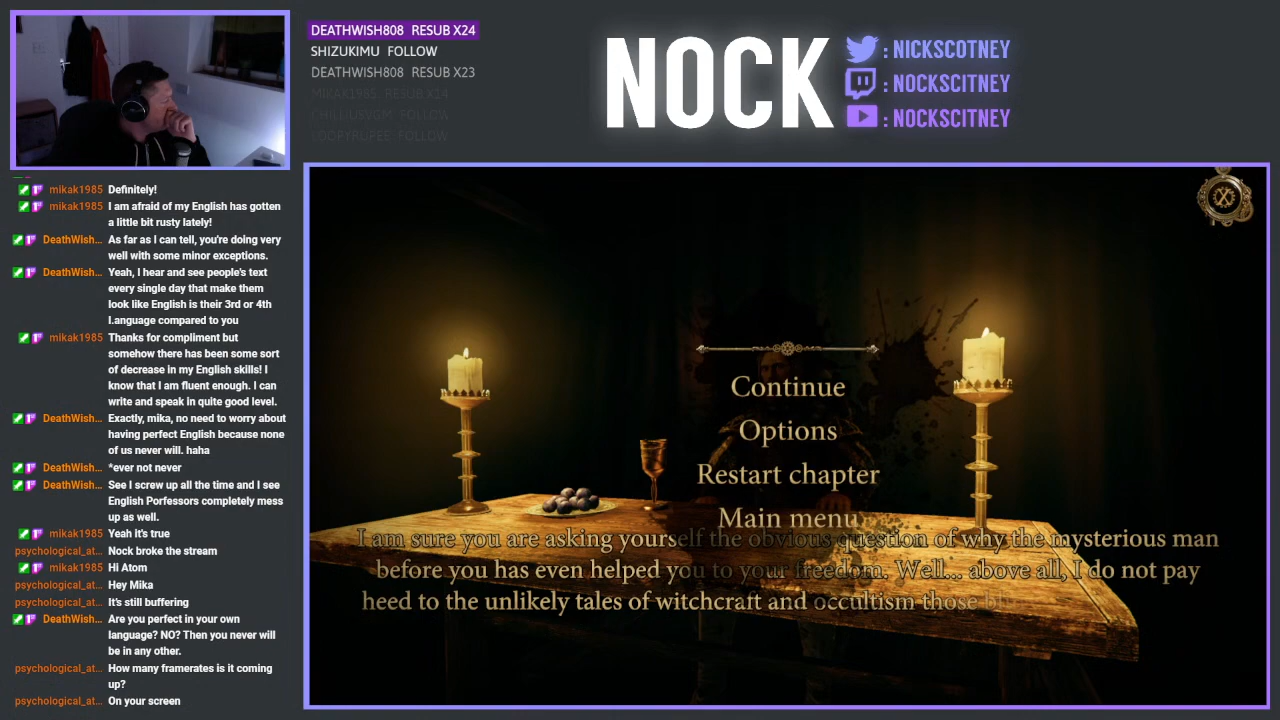 DEATHWISH808 RESUB X24
SHIZUKIMU FOLLOW
DEATHWISH808 RESUB X23
MIKAK1985 RESUB X14
NOCK
: NICKSCOTNEY
: NOCKSCITNEY
: NOCKSCITNEY
mikak1985 Definitely!
mikak1985 I am afraid of my English has gotten
a little bit rusty lately!
DeathWish... As far as I can tell, you're doing very
well with some minor exceptions.
DeathWish... Yeah, I hear and see people's text
every single day that make them
look like English is their 3rd or 4th
l.anguage compared to you
mikak1985 Thanks for compliment but
somehow there has been some sort
of decrease in my English skills! I
know that I am fluent enough. I can
write and speak in quite good level.
DeathWish... Exactly, mika, no need to worry about
having perfect English because none
of us never will. haha
DeathWish... *ever not never
DeathWish... See I screw up all the time and I see
English Porfessors completely mess
up as well.
mikak1985 Yeah it's true
psychological_at... Nock broke the stream
mikak1985 Hi Atom
psychological_at... Hey Mika
psychological_at... It's still buffering
DeathWish... Are you perfect in your own
language? NO? Then you never will
be in any other.
psychological_at... How many framerates is it coming
up?
psychological_at... On your screen
Continue
Options
Restart chapter
Main menu
I am sure you are asking yourself the obvious question of why the mysterious man
before you has even helped you to your freedom. Well... above all, I do not pay
heed to the unlikely tales of witchcraft and occultism those